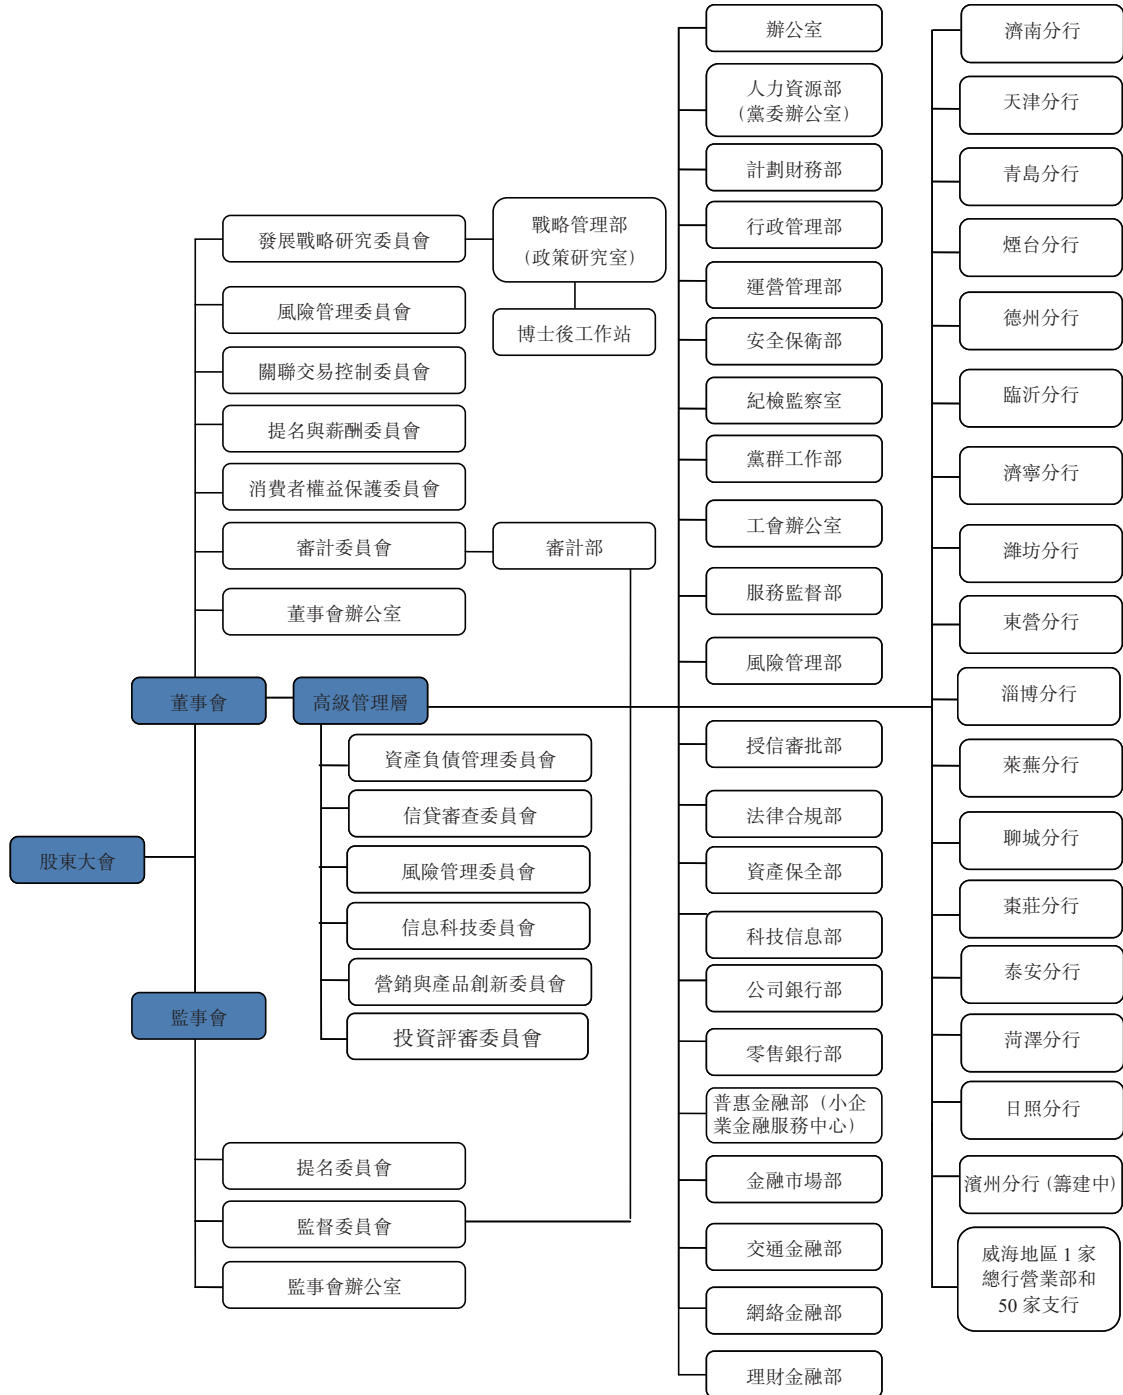 股東大會
董事會
監事會
高級管理層
發展戰略研究委員會
風險管理委員會
關聯交易控制委員會
提名與薪酬委員會
消費者權益保護委員會
審計委員會
董事會辦公室
戰略管理部
(政策研究室)
博士後工作站
審計部
資產負債管理委員會
信貸審查委員會
風險管理委員會
信息科技委員會
營銷與產品創新委員會
投資評審委員會
提名委員會
監督委員會
監事會辦公室
辦公室
人力資源部
(黨委辦公室)
計劃財務部
行政管理部
運營管理部
安全保衛部
紀檢監察室
黨群工作部
工會辦公室
服務監督部
風險管理部
授信審批部
法律合規部
資產保全部
科技信息部
公司銀行部
零售銀行部
普惠金融部（小企
業金融服務中心）
金融市場部
交通金融部
網絡金融部
理財金融部
濟南分行
天津分行
青島分行
煙台分行
德州分行
臨沂分行
濟寧分行
濰坊分行
東營分行
淄博分行
萊蕪分行
聊城分行
棗莊分行
泰安分行
菏澤分行
日照分行
濱州分行(籌建中)
威海地區 1 家
總行營業部和
50 家支行